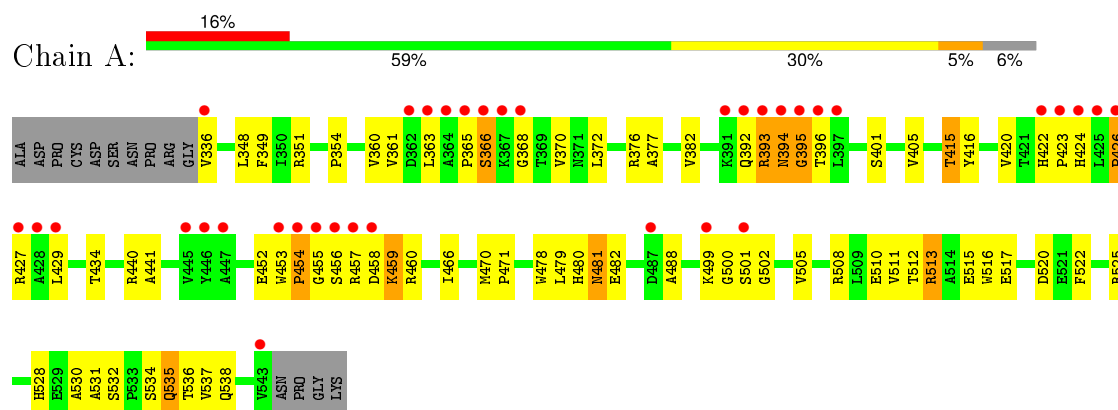 16%
Chain A:
59% 30% 5% 6%
ALA ASP PRO CYS ASP SER ASN PRO ARG GLY V336 L348 F349 I350 R351 P354 V360 V361 D362 L363 A364 P365 S366 K367 G368 T369 V370 N371 L372 R376 A377 V382 K391 Q392 R393 N394 G395 T396 L397 S401 V405 T415 Y416 V420 T421 H422 P423 H424 L425
R427 A428 L429 T434 R440 A441 V445 Y446 A447 E452 W453 P454 G455 S456 R457 D458 K459 R460 I466 M470 P471 W478 L479 H480 N481 E482 D487 A488 K499 G500 S501 G502 V505 R508 L509 E510 V511 T512 R513 A514 E515 W516 E517 D520 E521 F522
H528 E529 A530 A531 S532 P533 S534 Q535 T536 V537 Q538 V543 ASN PRO GLY LYS